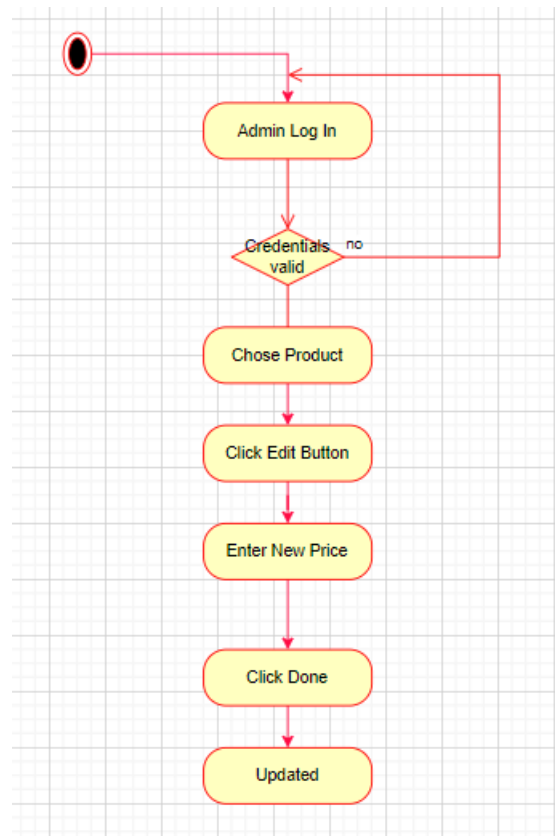 Admin Log In
Credentials
valid
no
Chose Product
Click Edit Button
Enter New Price
Click Done
Updated